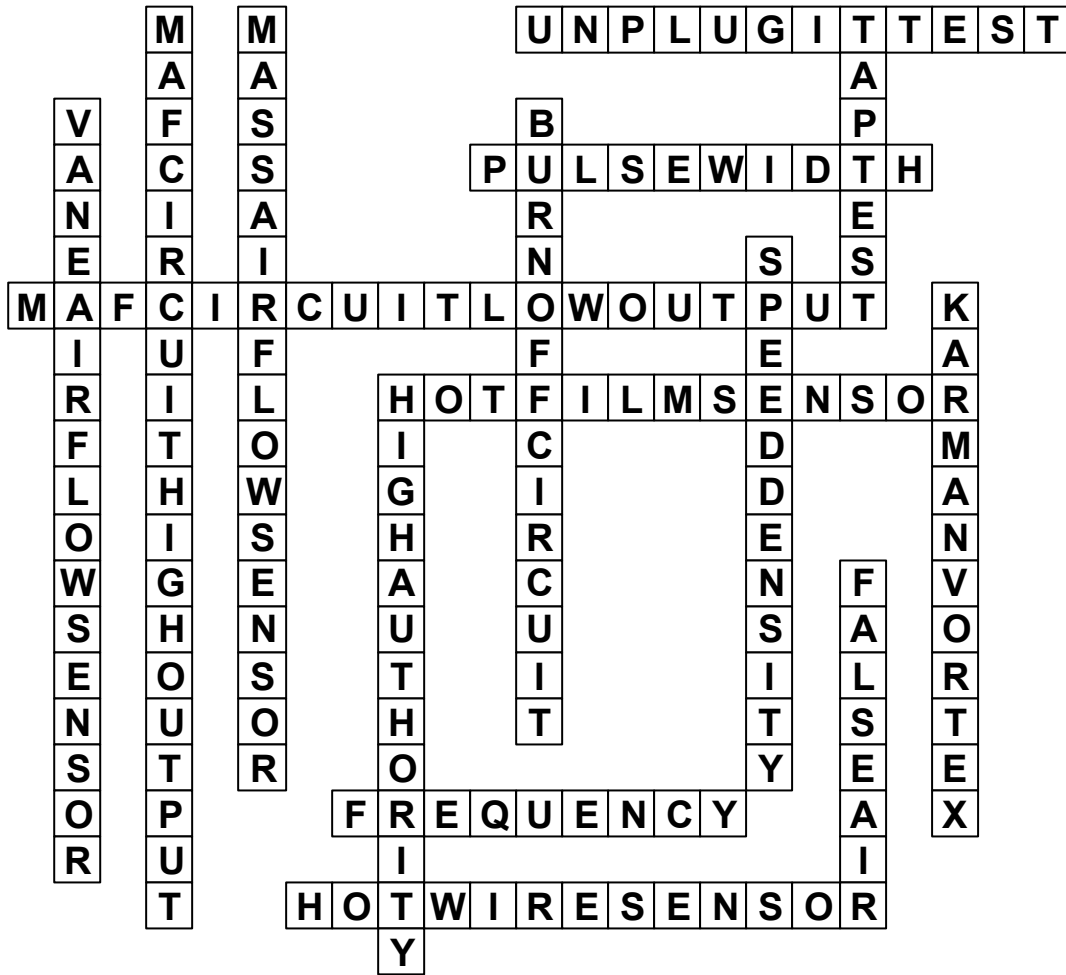 MAFCIRCUITHIGHOUTPUT
MASSAIRFLOWSENSOR
UNPLUGITTEST
TAPTEST
VANEAIRFLOWSENSOR
BURNOFFCIRCUIT
PULSEWIDTH
SPEEDDENSITY
MAFCIRCUITLOWOUTPUT
KARMANVORTEX
HOTFILMSENSOR
HIGHAUTHORITY
FALSEAIR
FREQUENCY
HOTWIRESENSOR